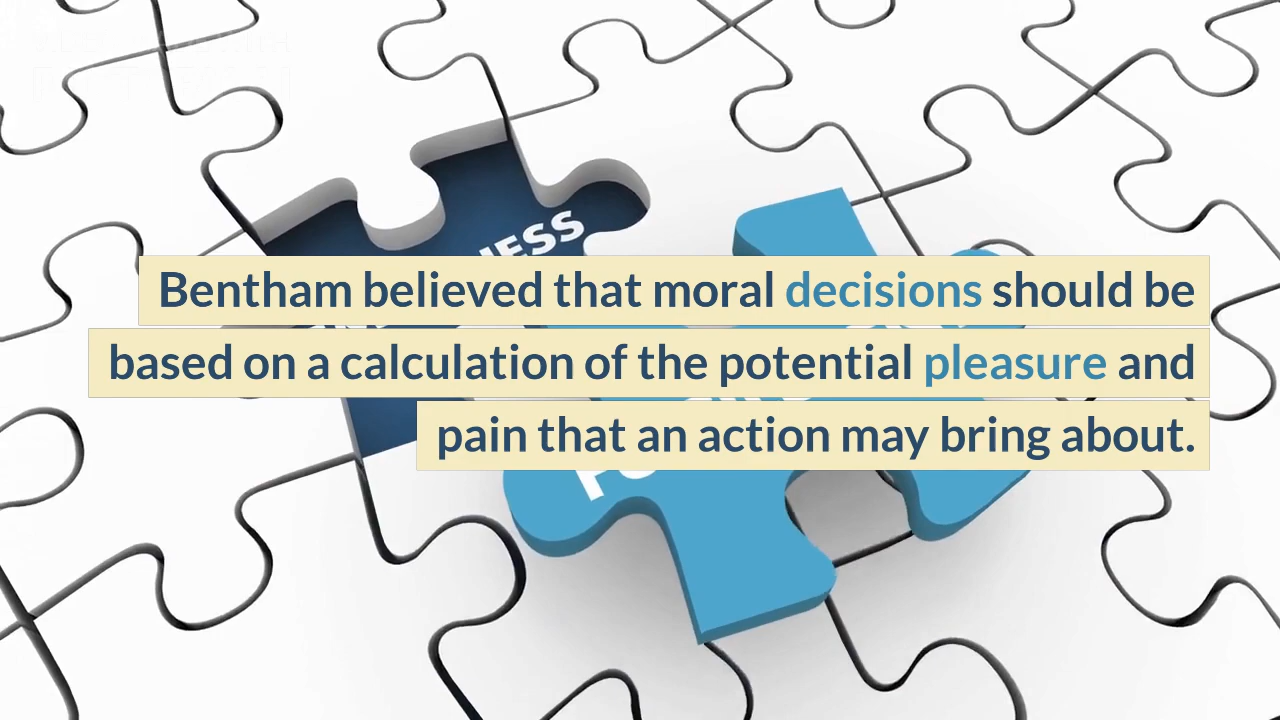 NESS
Bentham believed that moral decisions should be
based on a calculation of the potential pleasure and
pain that an action may bring about.